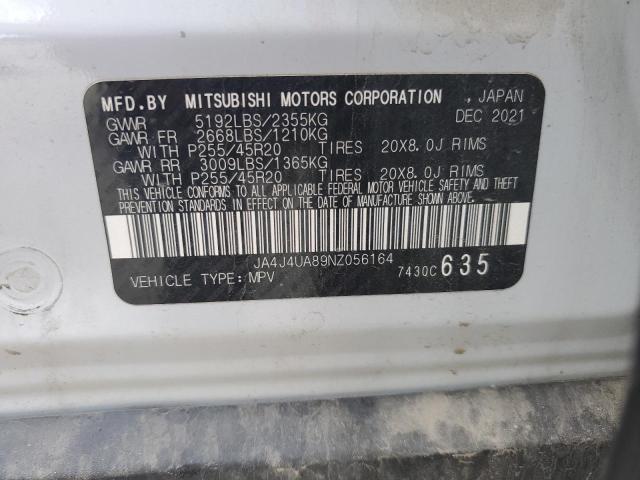 MFD.BY MITSUBISHI MOTORS CORPORATION , JAPAN
GVWR 5192LBS/2355KG DEC 2021
GAWR FR 2668LBS/1210KG
WITH P255/45R20 TIRES 20X8.0J RIMS
GAWR RR 3009LBS/1365KG
WITH P255/45R20 TIRES 20X8.0J RIMS
THIS VEHICLE CONFORMS TO ALL APPLICABLE FEDERAL MOTOR VEHICLE SAFETY AND THEFT
PREVENTION STANDARDS IN EFFECT ON THE DATE OF MANUFACTURE SHOWN ABOVE.
JA4J4UA89NZ056164
VEHICLE TYPE:MPV 7430C 635